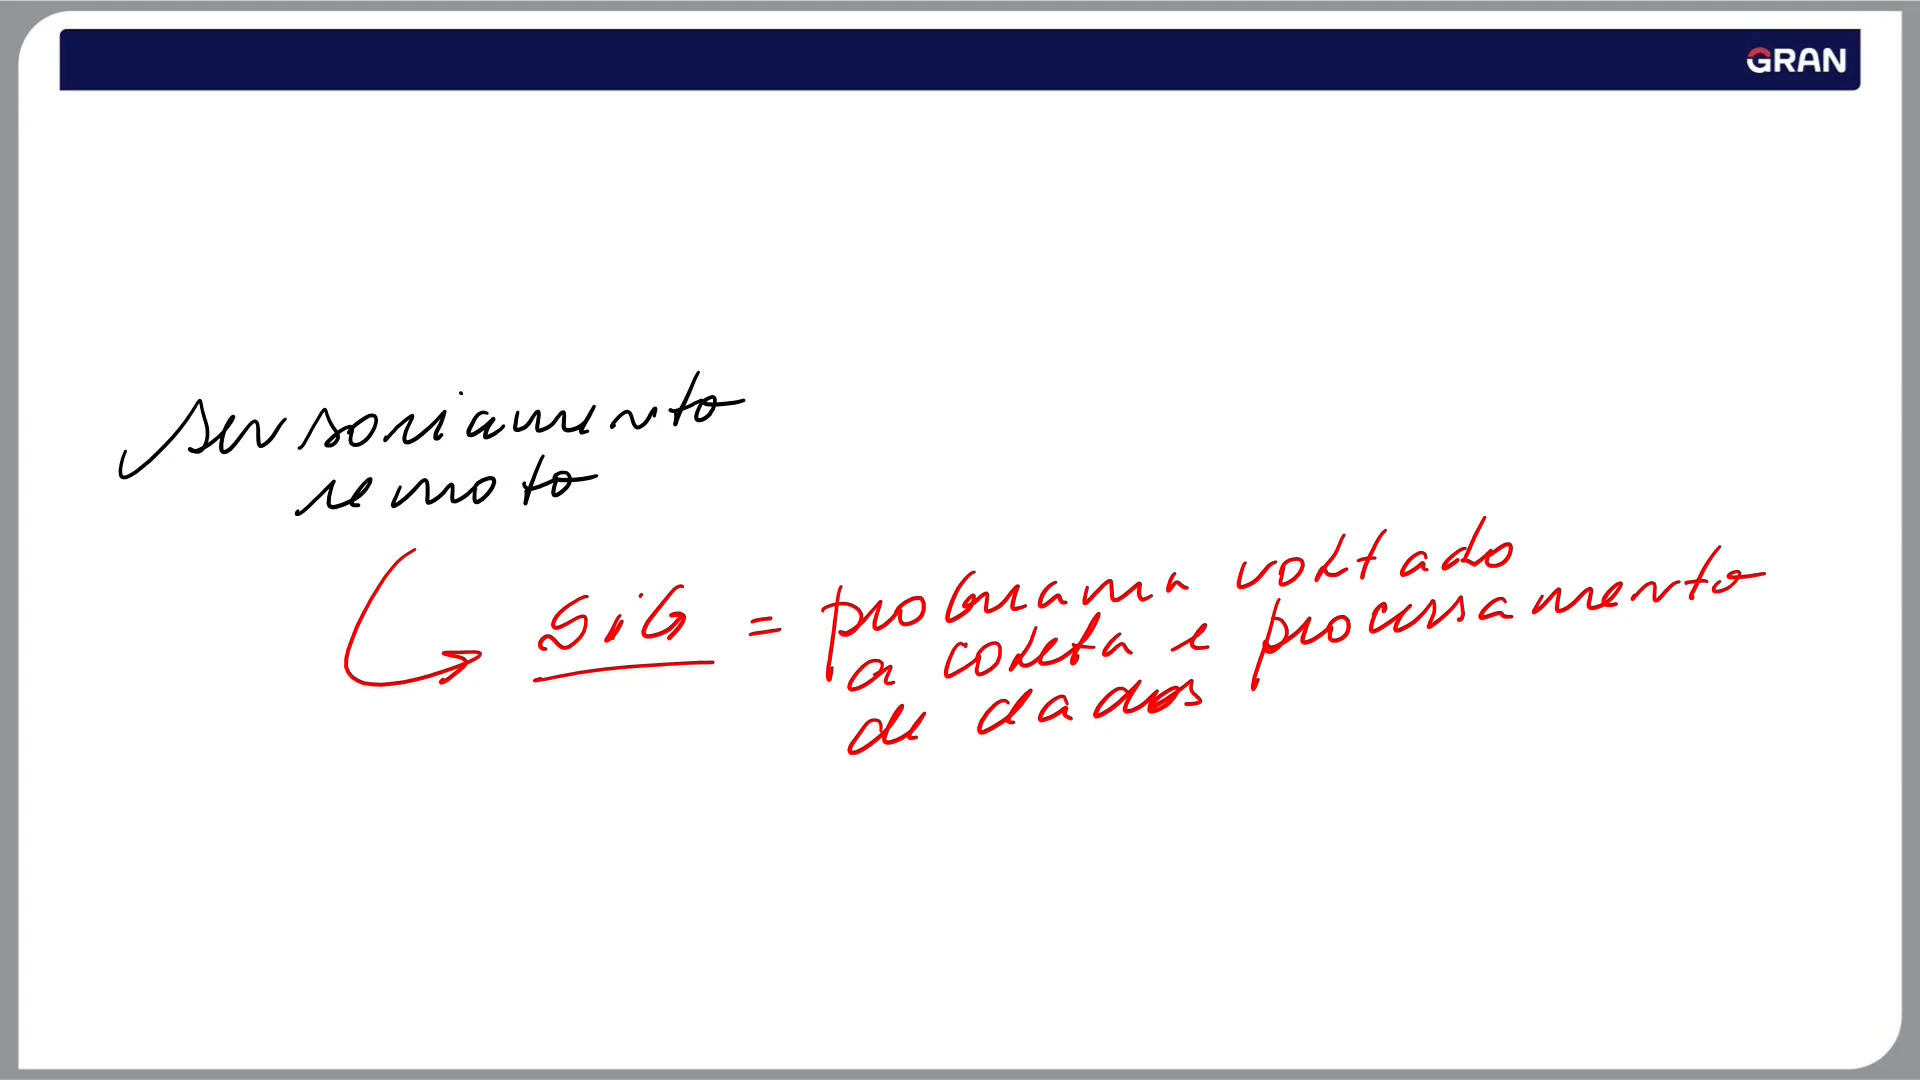 GRAN
sensoriamento
remoto
SiG = programa voltado
a coleta e processamento
de dados